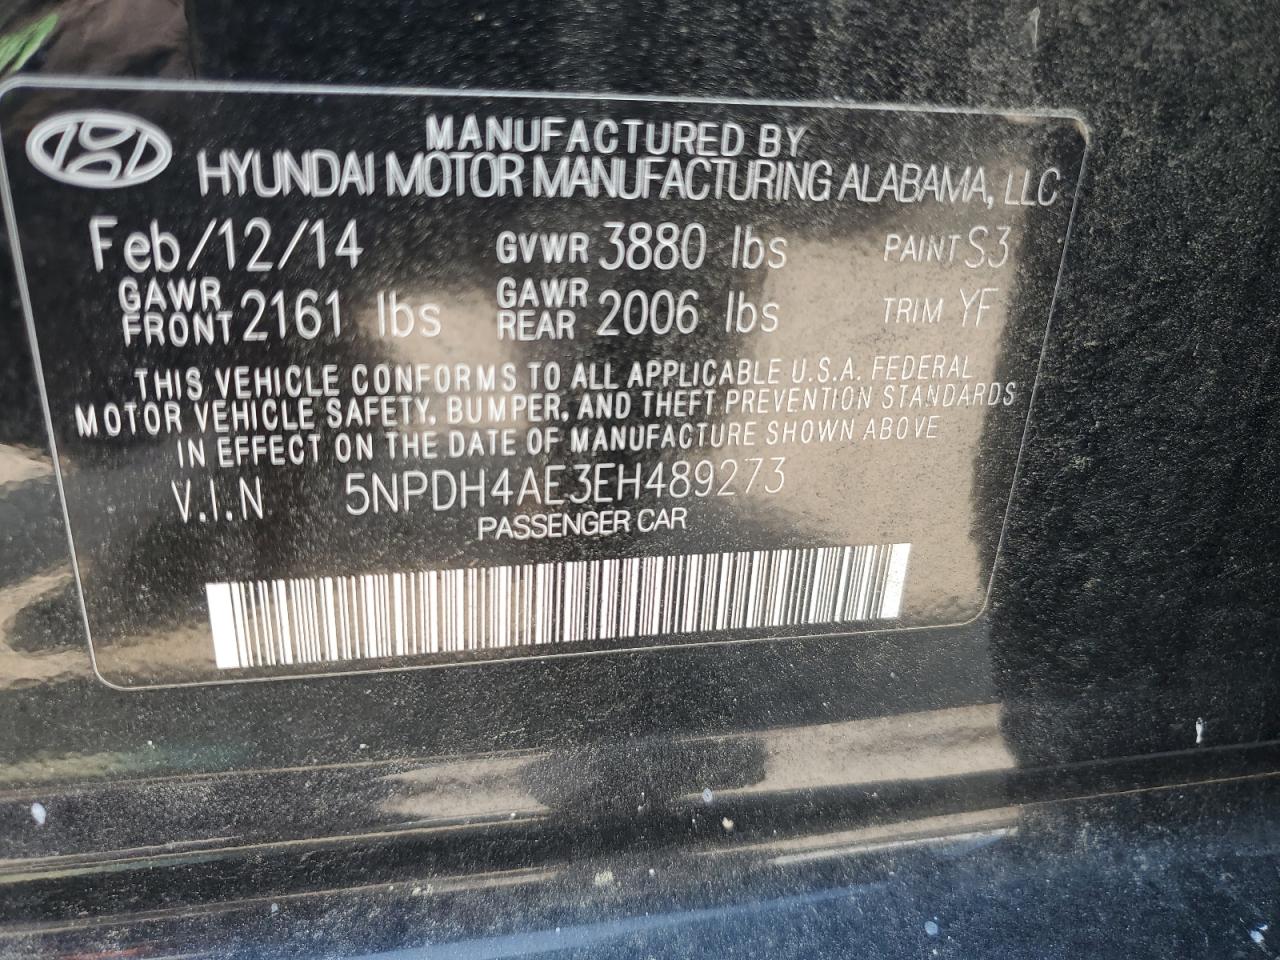 MANUFACTURED BY
HYUNDAI MOTOR MANUFACTURING ALABAMA, LLC
Feb/12/14 GVWR 3880 lbs PAINT S3
GAWR FRONT 2161 lbs GAWR REAR 2006 lbs TRIM YF
THIS VEHICLE CONFORMS TO ALL APPLICABLE U.S.A. FEDERAL
MOTOR VEHICLE SAFETY, BUMPER, AND THEFT PREVENTION STANDARDS
IN EFFECT ON THE DATE OF MANUFACTURE SHOWN ABOVE
V.I.N 5NPDH4AE3EH489273
PASSENGER CAR